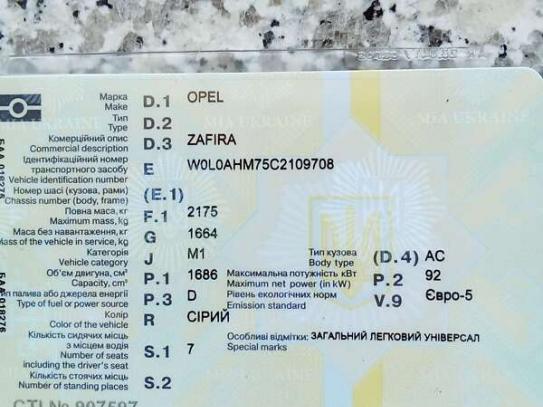 Марка D.1 OPEL
Make
Тип D.2
Type
Комерційний опис D.3 ZAFIRA
Commercial description
Ідентифікаційний номер
транспортного засобу E W0L0AHM75C2109708
Vehicle identification number
Номер шасі (кузова, рами) (E.1)
Chassis number (body, frame)
Повна маса, кг F.1 2175
Maximum mass, kg
Маса без навантаження, кг G 1664
Mass of the vehicle in service, kg
Категорія J M1 Тип кузова (D.4) AC
Vehicle category Body type
Об'єм двигуна, см³ P.1 1686 Максимальна потужність кВт P.2 92
Capacity, cm³ Maximum net power (in kW)
Тип палива або джерела енергії P.3 D Рівень екологічних норм V.9 Євро-5
Type of fuel or power source Emission standard
Колір R СІРИЙ
Color of the vehicle
Кількість сидячих місць Особливі відмітки: ЗАГАЛЬНИЙ ЛЕГКОВИЙ УНІВЕРСАЛ
з місцем водія S.1 7 Special marks
Number of seats
including the driver's seat
Кількість стоячих місць S.2
Number of standing places